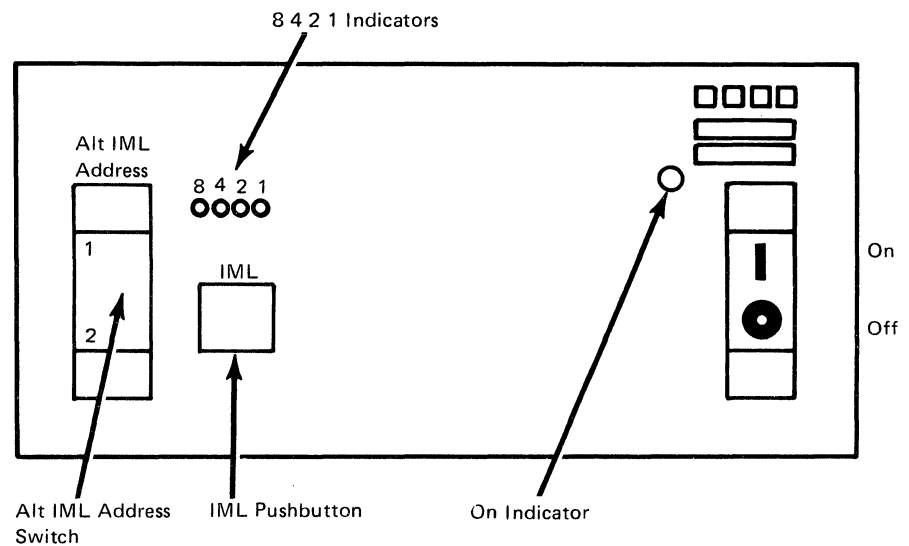 8 4 2 1 Indicators
Alt IML
Address
8 4 2 1
1
IML
2
On
Off
Alt IML Address
Switch
IML Pushbutton
On Indicator